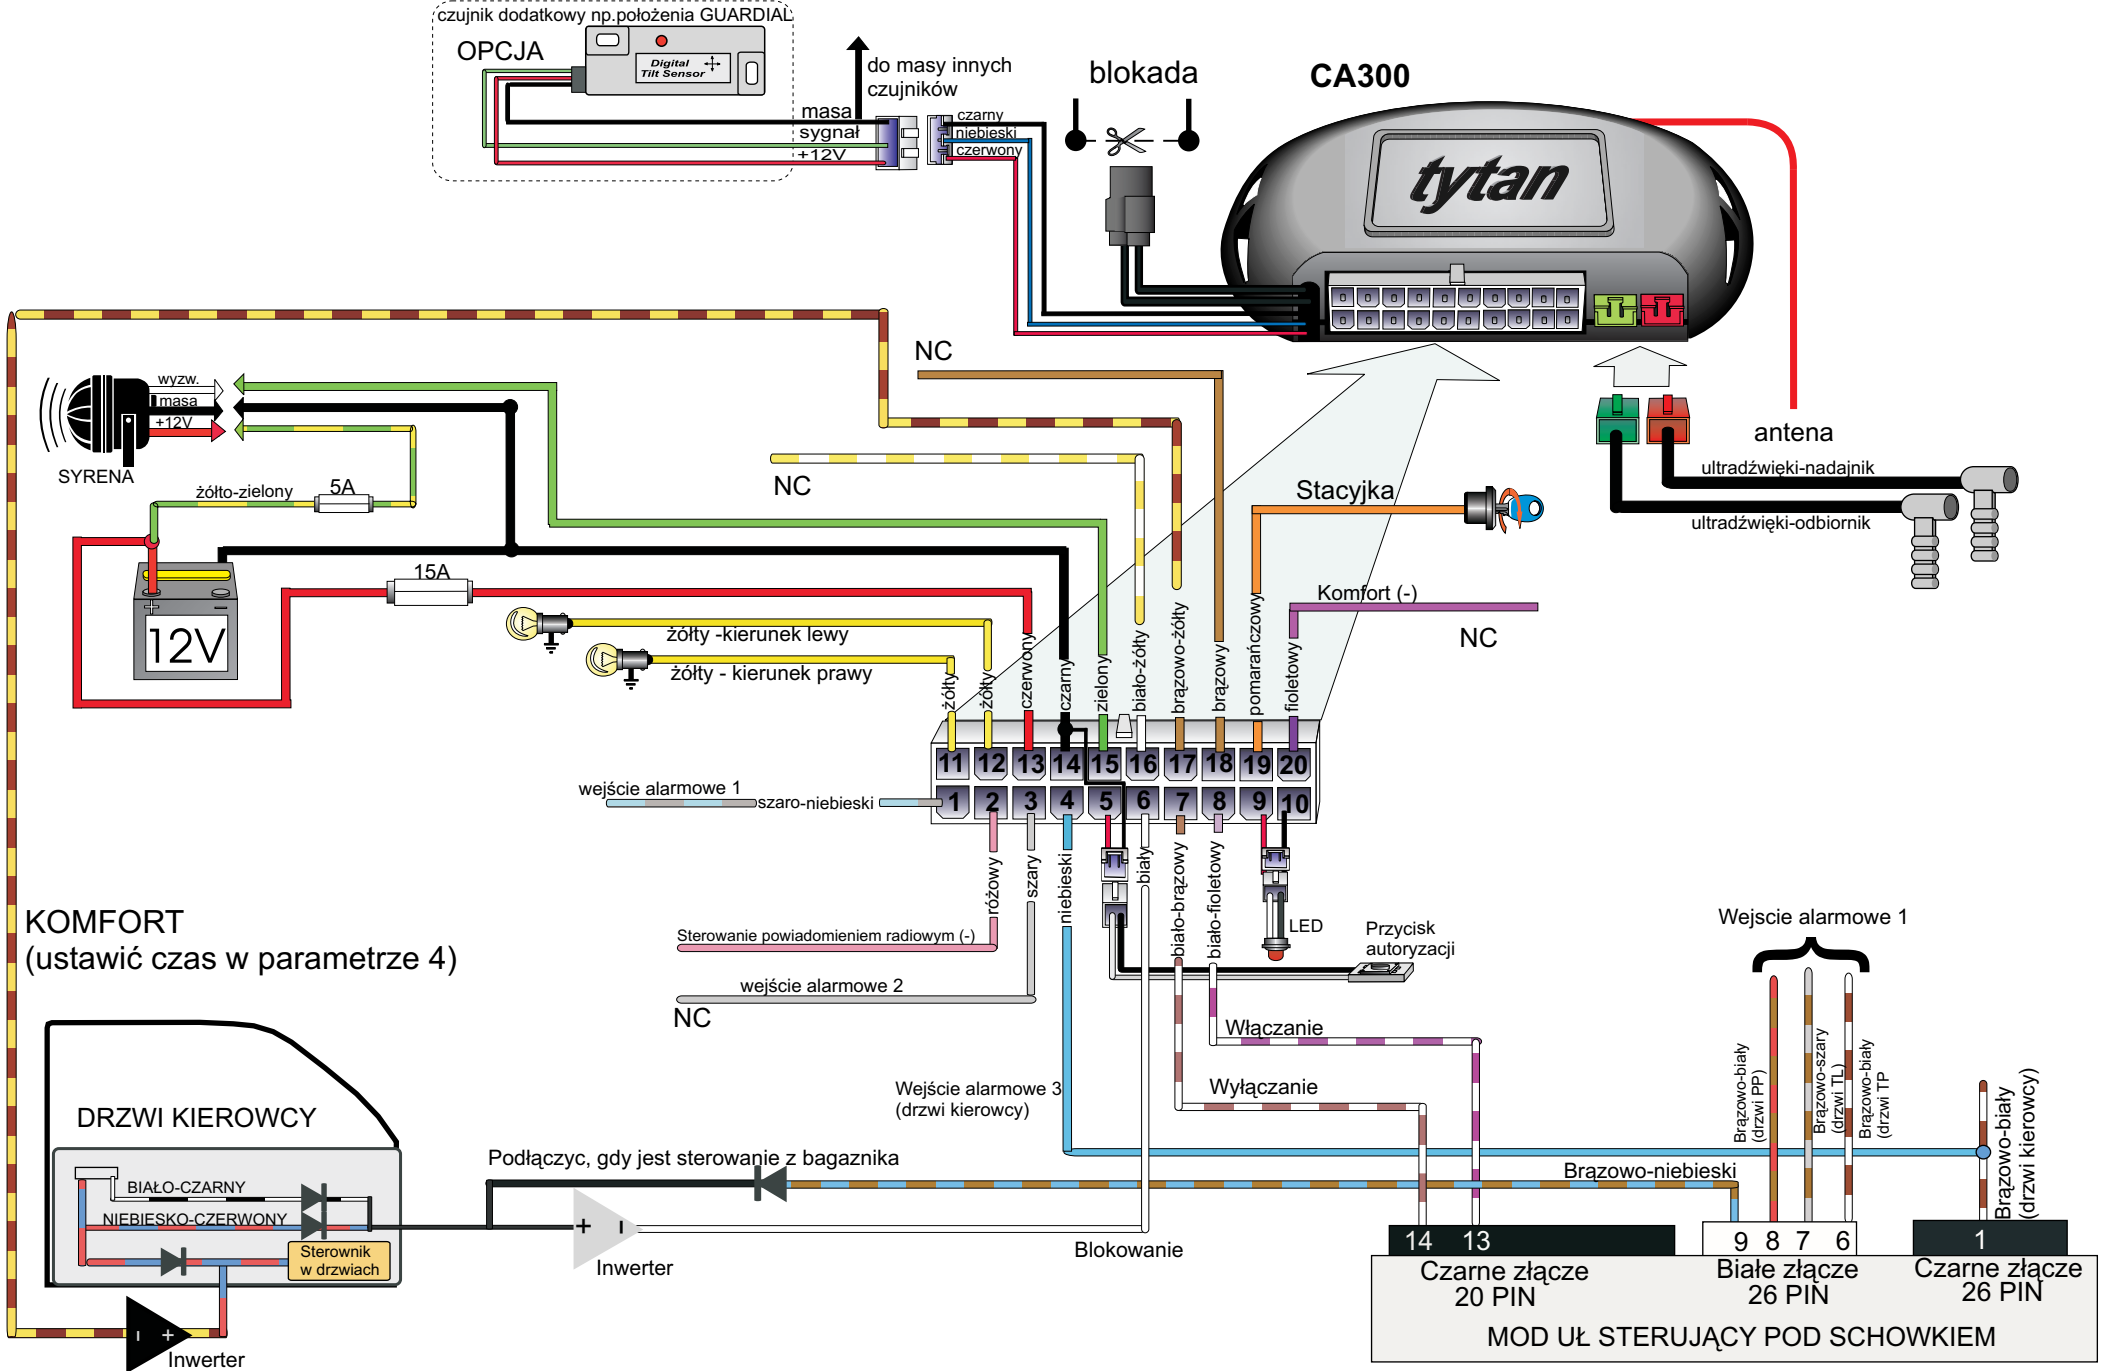 czujnik dodatkowy np.położenia GUARDIAL
OPCJA
Digital
Tilt Sensor
masa
sygnał
+12V
do masy innych
czujników
czarny
niebieski
czerwony
blokada
CA300
tytan
NC
wyzw.
masa
+12V
SYRENA
żółto-zielony
5A
12V
15A
NC
Stacyjka
antena
ultradźwięki-nadajnik
ultradźwięki-odbiornik
Komfort (-)
NC
żółty -kierunek lewy
żółty - kierunek prawy
żółty
żółty
czerwony
czarny
zielony
biało-żółty
brązowo-żółty
brązowy
pomarańczowy
fioletowy
11 12 13 14 15 16 17 18 19 20
1 2 3 4 5 6 7 8 9 10
wejście alarmowe 1
szaro-niebieski
różowy
szary
niebieski
biały
biało-brązowy
biało-fioletowy
LED
Przycisk
autoryzacji
Sterowanie powiadomieniem radiowym (-)
wejście alarmowe 2
NC
KOMFORT
(ustawić czas w parametrze 4)
Wejscie alarmowe 1
Włączanie
Wyłączanie
Wejście alarmowe 3
(drzwi kierowcy)
Brązowo-biały
(drzwi PP)
Brązowo-szary
(drzwi TL)
Brązowo-biały
(drzwi TP
Brązowo-biały
(drzwi kierowcy)
DRZWI KIEROWCY
BIAŁO-CZARNY
NIEBIESKO-CZERWONY
Sterownik
w drzwiach
Podłączyc, gdy jest sterowanie z bagaznika
Brązowo-niebieski
+ −
Inwerter
Blokowanie
− +
Inwerter
14 13
9 8 7 6
1
Czarne złącze
20 PIN
Białe złącze
26 PIN
Czarne złącze
26 PIN
MOD UŁ STERUJĄCY POD SCHOWKIEM